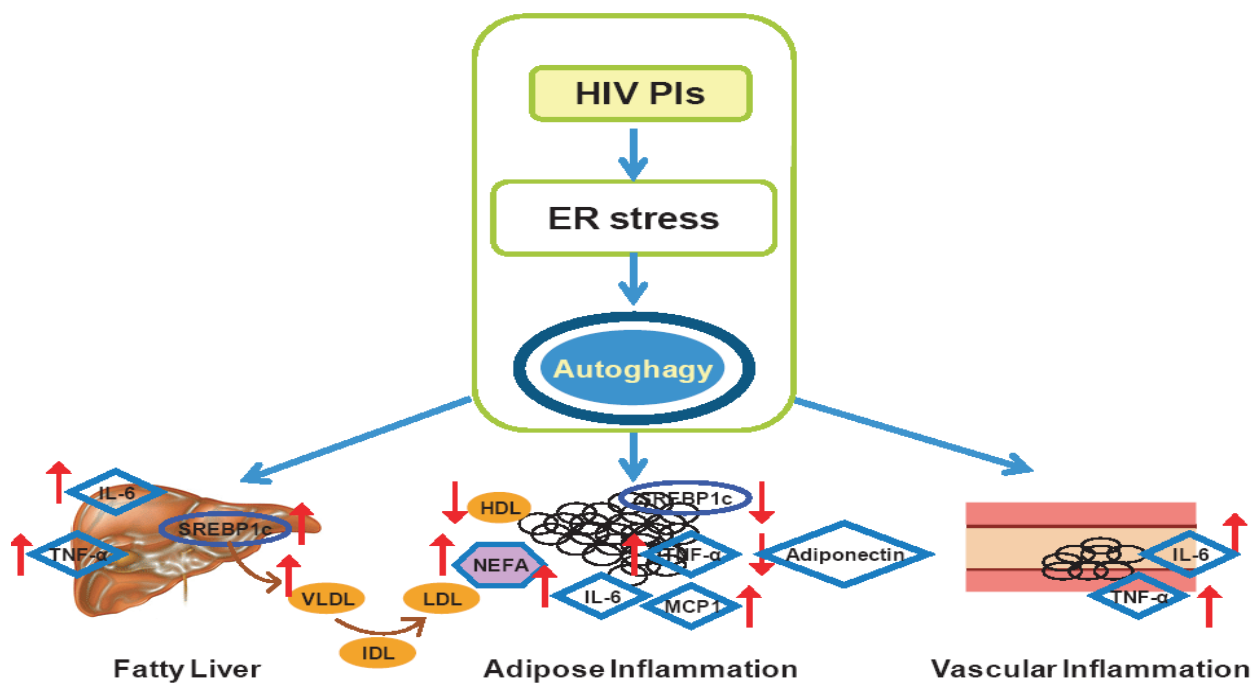 HIV PIs
ER stress
Autoghagy
IL-6
SREBP1c
TNF-α
VLDL
IDL
LDL
HDL
NEFA
SREBP1c
TNF-α
Adiponectin
IL-6
MCP1
IL-6
TNF-α
Fatty Liver
Adipose Inflammation
Vascular Inflammation